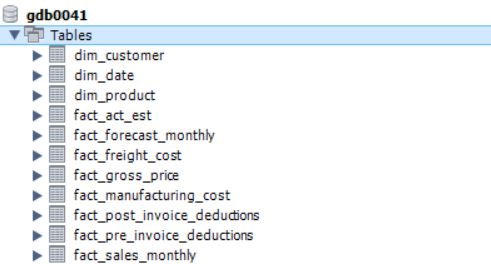 gdb0041
Tables
dim_customer
dim_date
dim_product
fact_act_est
fact_forecast_monthly
fact_freight_cost
fact_gross_price
fact_manufacturing_cost
fact_post_invoice_deductions
fact_pre_invoice_deductions
fact_sales_monthly